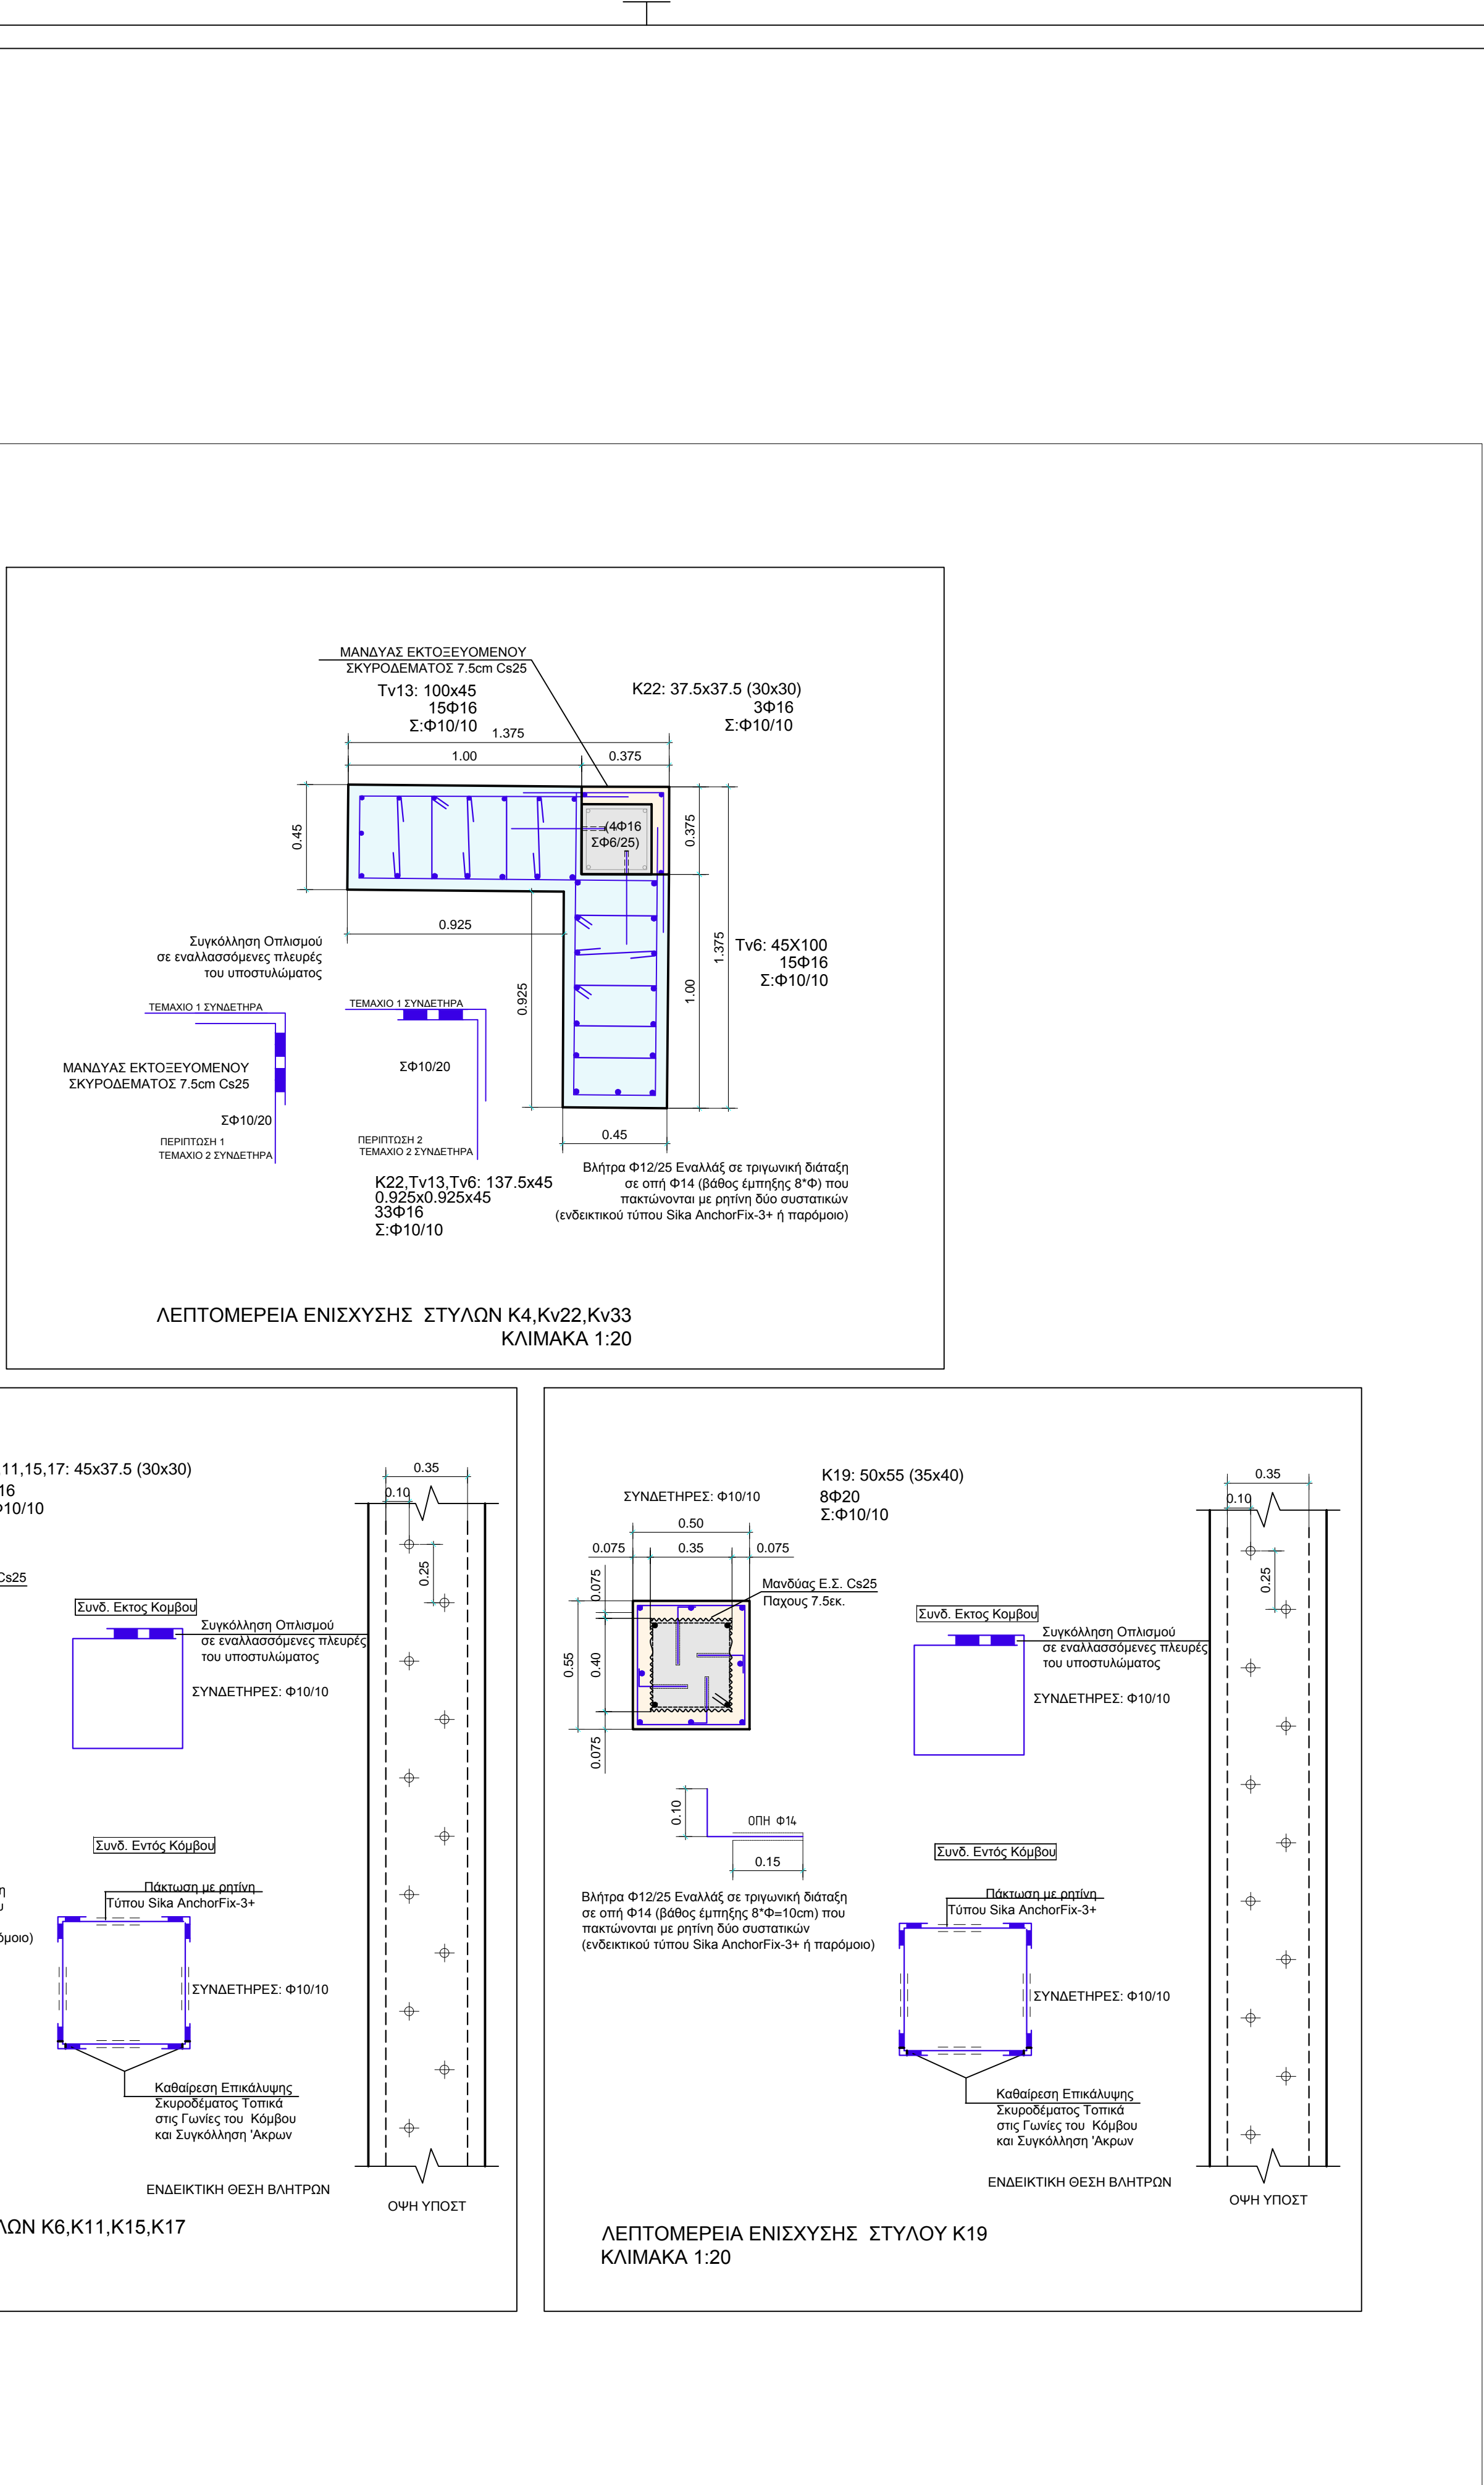 ΜΑΝΔΥΑΣ ΕΚΤΟΞΕΥΟΜΕΝΟΥ
ΣΚΥΡΟΔΕΜΑΤΟΣ 7.5cm Cs25
Τv13: 100x45
15Φ16
Σ:Φ10/10
K22: 37.5x37.5 (30x30)
3Φ16
Σ:Φ10/10
1.375
1.00
0.375
0.45
(4Φ16
ΣΦ6/25)
0.375
1.375
0.925
Συγκόλληση Οπλισμού
σε εναλλασσόμενες πλευρές
του υποστυλώματος
Τv6: 45X100
15Φ16
Σ:Φ10/10
0.925
1.00
ΤΕΜΑΧΙΟ 1 ΣΥΝΔΕΤΗΡΑ
ΤΕΜΑΧΙΟ 1 ΣΥΝΔΕΤΗΡΑ
ΜΑΝΔΥΑΣ ΕΚΤΟΞΕΥΟΜΕΝΟΥ
ΣΚΥΡΟΔΕΜΑΤΟΣ 7.5cm Cs25
ΣΦ10/20
ΣΦ10/20
ΠΕΡΙΠΤΩΣΗ 1
ΤΕΜΑΧΙΟ 2 ΣΥΝΔΕΤΗΡΑ
ΠΕΡΙΠΤΩΣΗ 2
ΤΕΜΑΧΙΟ 2 ΣΥΝΔΕΤΗΡΑ
0.45
K22,Tv13,Tv6: 137.5x45
0.925x0.925x45
33Φ16
Σ:Φ10/10
Βλήτρα Φ12/25 Εναλλάξ σε τριγωνική διάταξη
σε οπή Φ14 (βάθος έμπηξης 8*Φ) που
πακτώνονται με ρητίνη δύο συστατικών
(ενδεικτικού τύπου Sika AnchorFix-3+ ή παρόμοιο)
ΛΕΠΤΟΜΕΡΕΙΑ ΕΝΙΣΧΥΣΗΣ ΣΤΥΛΩΝ Κ4,Κv22,Κv33
ΚΛΙΜΑΚΑ 1:20
11,15,17: 45x37.5 (30x30)
16
Φ10/10
Cs25
0.35
0.10
0.25
Συνδ. Εκτος Κομβου
Συγκόλληση Οπλισμού
σε εναλλασσόμενες πλευρές
του υποστυλώματος
ΣΥΝΔΕΤΗΡΕΣ: Φ10/10
Συνδ. Εντός Κόμβου
Πάκτωση με ρητίνη
Τύπου Sika AnchorFix-3+
όμοιο)
ΣΥΝΔΕΤΗΡΕΣ: Φ10/10
Καθαίρεση Επικάλυψης
Σκυροδέματος Τοπικά
στις Γωνίες του Κόμβου
και Συγκόλληση 'Ακρων
ΕΝΔΕΙΚΤΙΚΗ ΘΕΣΗ ΒΛΗΤΡΩΝ
ΟΨΗ ΥΠΟΣΤ
ΛΩΝ Κ6,Κ11,Κ15,Κ17
K19: 50x55 (35x40)
8Φ20
Σ:Φ10/10
ΣΥΝΔΕΤΗΡΕΣ: Φ10/10
0.50
0.075
0.35
0.075
0.075
Μανδύας Ε.Σ. Cs25
Παχους 7.5εκ.
0.55
0.40
0.075
0.10
ΟΠΗ Φ14
0.15
Βλήτρα Φ12/25 Εναλλάξ σε τριγωνική διάταξη
σε οπή Φ14 (βάθος έμπηξης 8*Φ=10cm) που
πακτώνονται με ρητίνη δύο συστατικών
(ενδεικτικού τύπου Sika AnchorFix-3+ ή παρόμοιο)
0.35
0.10
0.25
Συνδ. Εκτος Κομβου
Συγκόλληση Οπλισμού
σε εναλλασσόμενες πλευρές
του υποστυλώματος
ΣΥΝΔΕΤΗΡΕΣ: Φ10/10
Συνδ. Εντός Κόμβου
Πάκτωση με ρητίνη
Τύπου Sika AnchorFix-3+
ΣΥΝΔΕΤΗΡΕΣ: Φ10/10
Καθαίρεση Επικάλυψης
Σκυροδέματος Τοπικά
στις Γωνίες του Κόμβου
και Συγκόλληση 'Ακρων
ΕΝΔΕΙΚΤΙΚΗ ΘΕΣΗ ΒΛΗΤΡΩΝ
ΟΨΗ ΥΠΟΣΤ
ΛΕΠΤΟΜΕΡΕΙΑ ΕΝΙΣΧΥΣΗΣ ΣΤΥΛΟΥ Κ19
ΚΛΙΜΑΚΑ 1:20